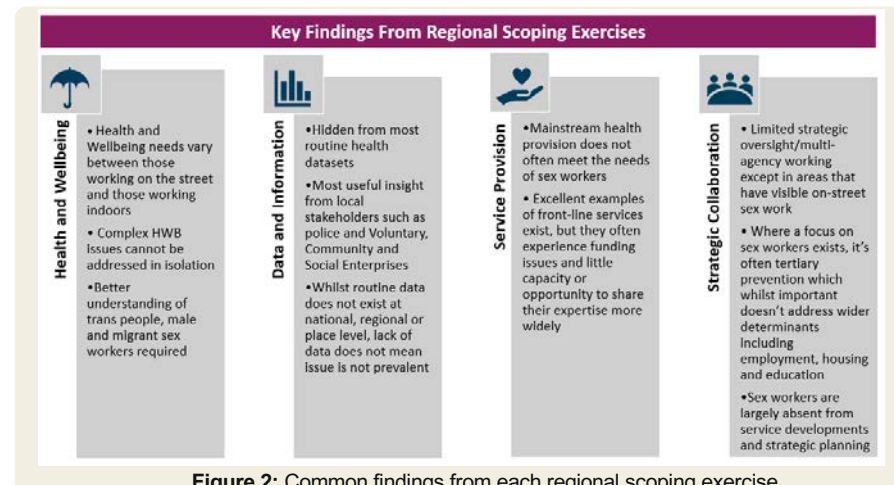 Key Findings From Regional Scoping Exercises
Health and Wellbeing
• Health and
Wellbeing needs vary
between those
working on the street
and those working
indoors
• Complex HWB
issues cannot be
addressed in isolation
•Better
understanding of
trans people, male
and migrant sex
workers required
Data and Information
•Hidden from most
routine health
datasets
•Most useful insight
from local
stakeholders such as
police and Voluntary,
Community and
Social Enterprises
•Whilst routine data
does not exist at
national, regional or
place level, lack of
data does not mean
issue is not prevalent
Service Provision
•Mainstream health
provision does not
often meet the needs
of sex workers
• Excellent examples
of front-line services
exist, but they often
experience funding
issues and little
capacity or
opportunity to share
their expertise more
widely
Strategic Collaboration
• Limited strategic
oversight/multi-
agency working
except in areas that
have visible on-street
sex work
• Where a focus on
sex workers exists, it's
often tertiary
prevention which
whilst important
doesn't address wider
determinants
including
employment, housing
and education
•Sex workers are
largely absent from
service developments
and strategic planning
Figure 2: Common findings from each regional scoping exercise